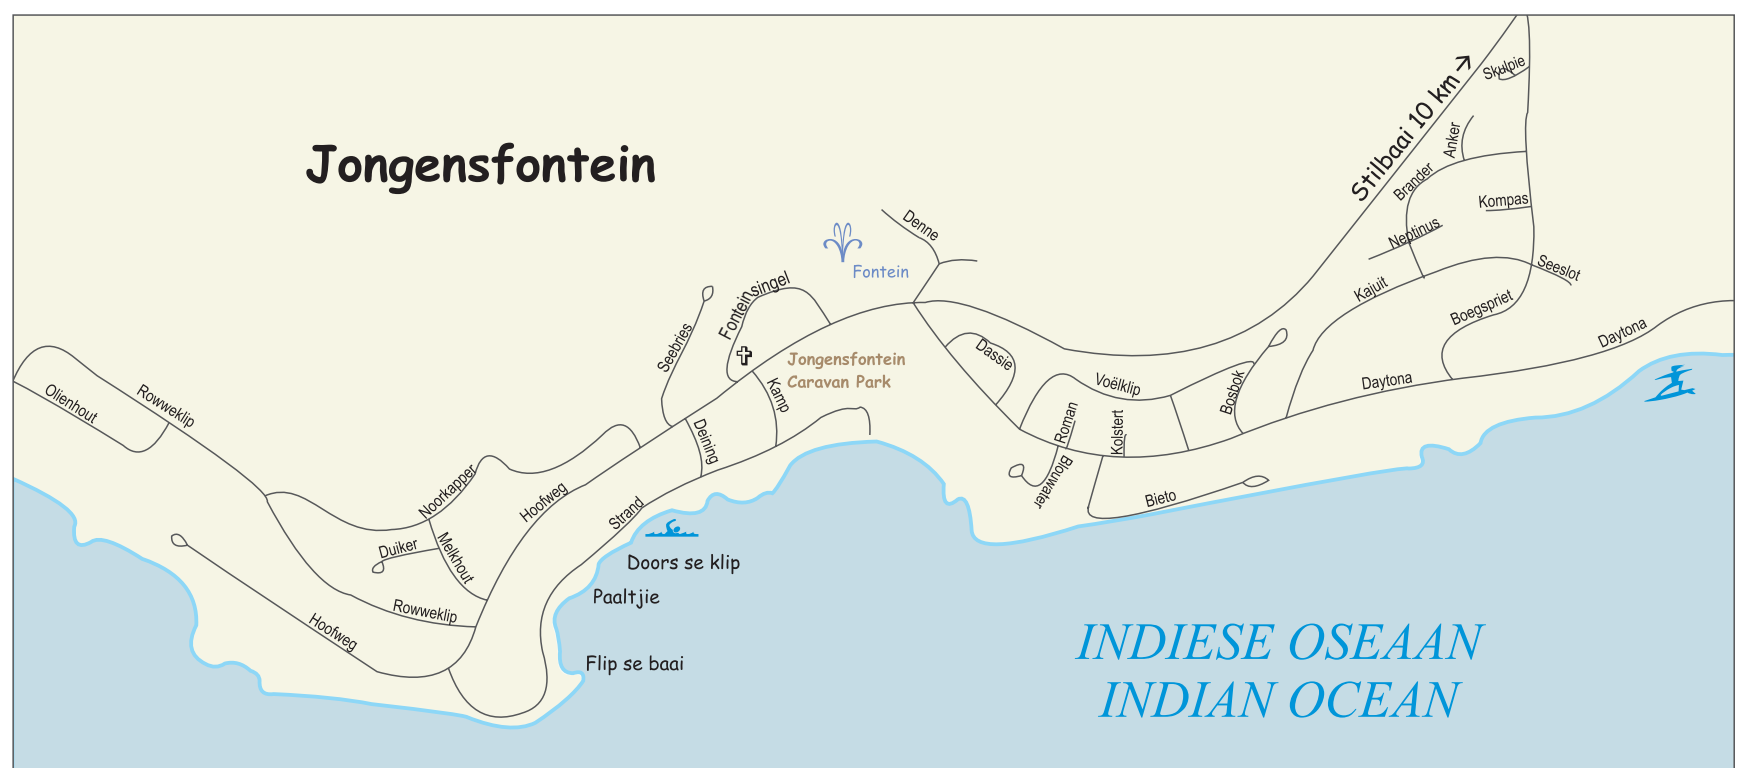 Jongensfontein
Stilbaai 10 km
Skulpie
Anker
Brander
Kompas
Neptinus
Seeslot
Kajuit
Boegspriet
Daytona
Daytona
Denne
Fontein
Fonteinsingel
Seebries
Jongensfontein
Caravan Park
Kamp
Deining
Dassie
Voëlklip
Bosbok
Roman
Kolstert
Blouwater
Bieto
Olienhout
Rowweklip
Noorkapper
Hoofweg
Strand
Duiker
Melkhout
Rowweklip
Hoofweg
Doors se klip
Paaltjie
Flip se baai
INDIESE OSEAAN
INDIAN OCEAN